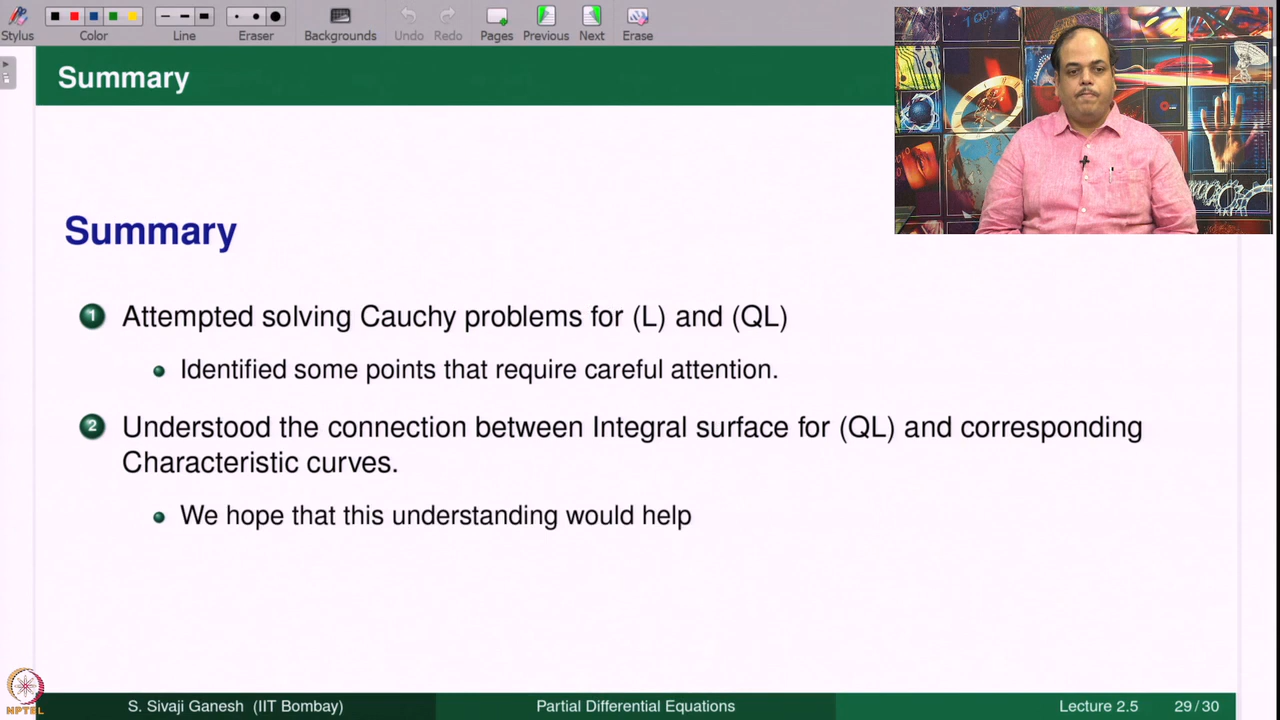 Stylus
Color
Line
Eraser
Backgrounds
Undo
Redo
Pages
Previous
Next
Erase
Summary
Summary
1 Attempted solving Cauchy problems for (L) and (QL)
Identified some points that require careful attention.
2 Understood the connection between Integral surface for (QL) and corresponding
Characteristic curves.
We hope that this understanding would help
NPTEL
S. Sivaji Ganesh (IIT Bombay)
Partial Differential Equations
Lecture 2.5
29 / 30